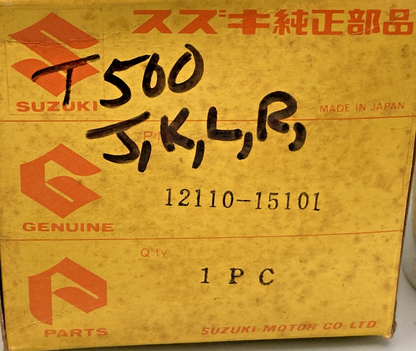 スズキ純正部品
T500
SUZUKI
MADE IN JAPAN
J, K, L, R,
P/N
12110-15101
GENUINE
Q'ty
1 PC
PARTS
SUZUKI MOTOR CO LTD